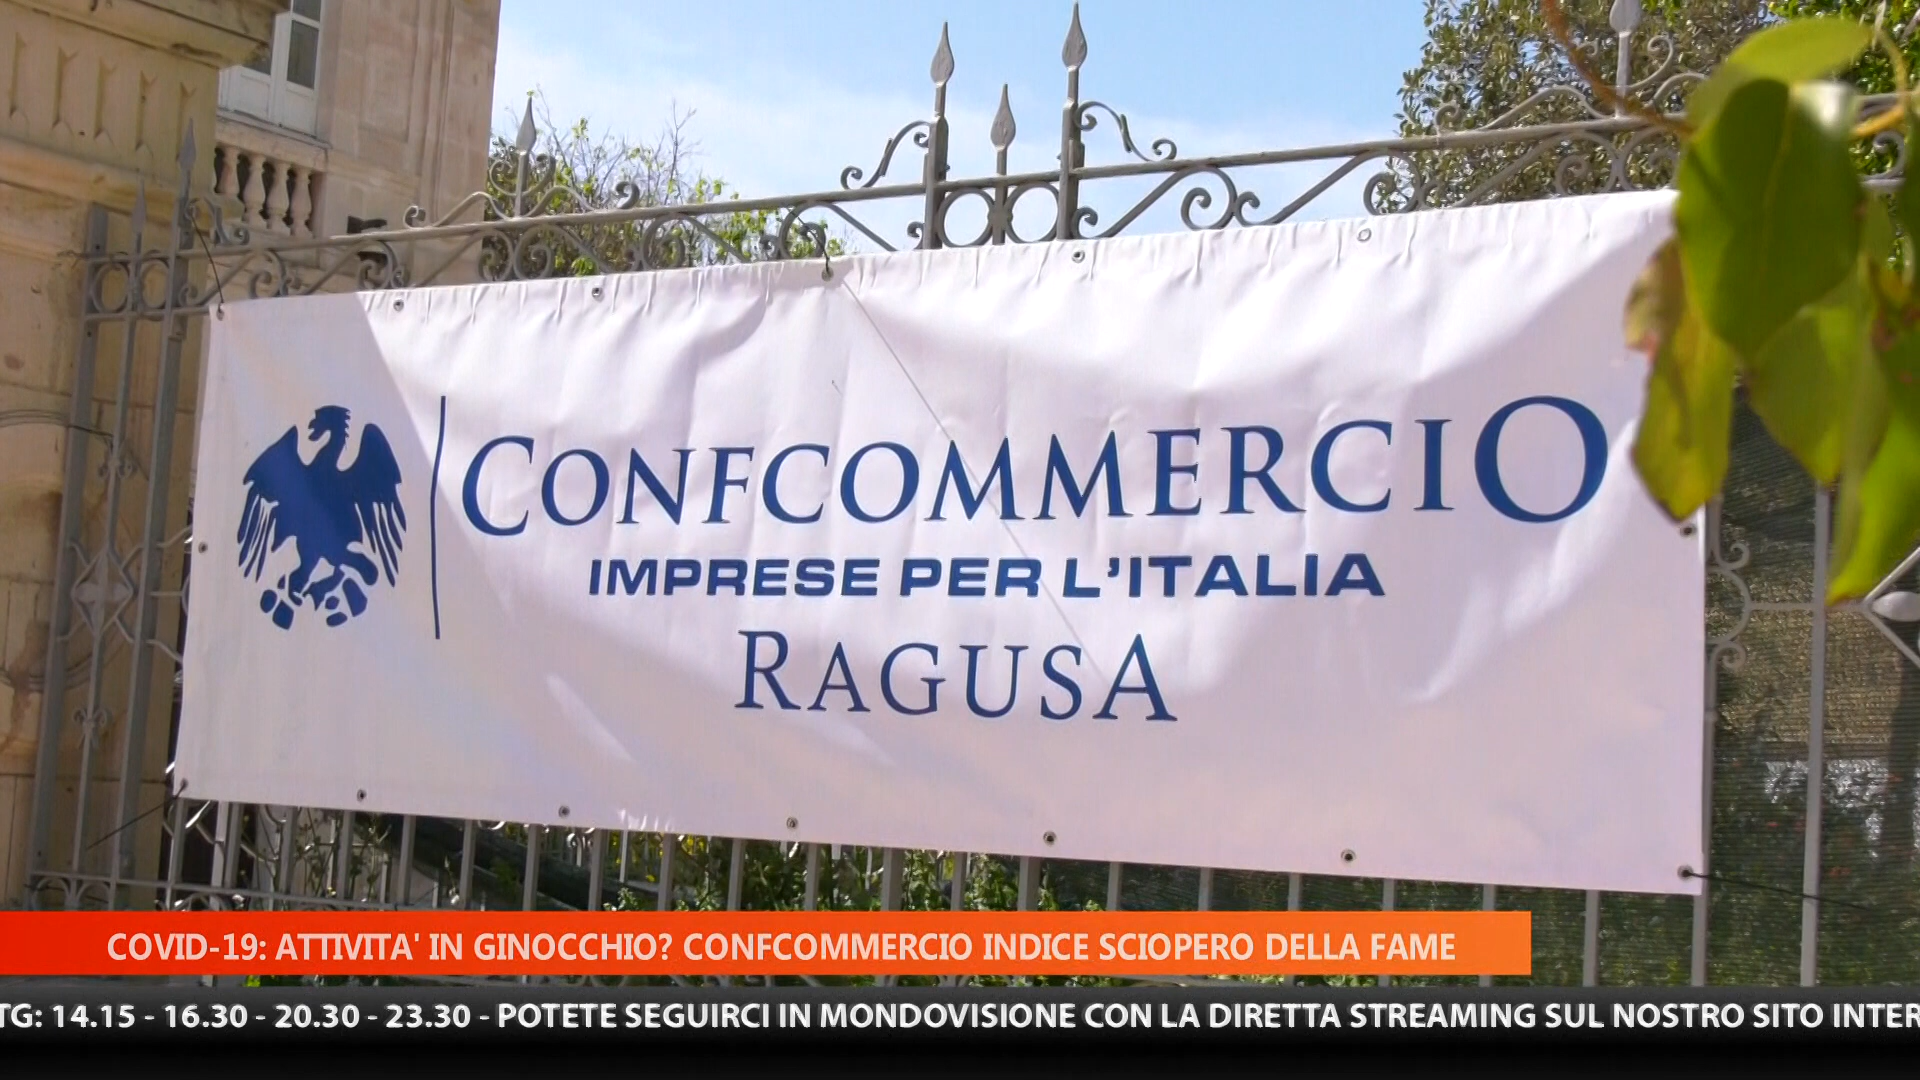 CONFCOMMERCIO
IMPRESE PER L'ITALIA
RAGUSA
COVID-19: ATTIVITA' IN GINOCCHIO? CONFCOMMERCIO INDICE SCIOPERO DELLA FAME
TG: 14.15 - 16.30 - 20.30 - 23.30 - POTETE SEGUIRCI IN MONDOVISIONE CON LA DIRETTA STREAMING SUL NOSTRO SITO INTER